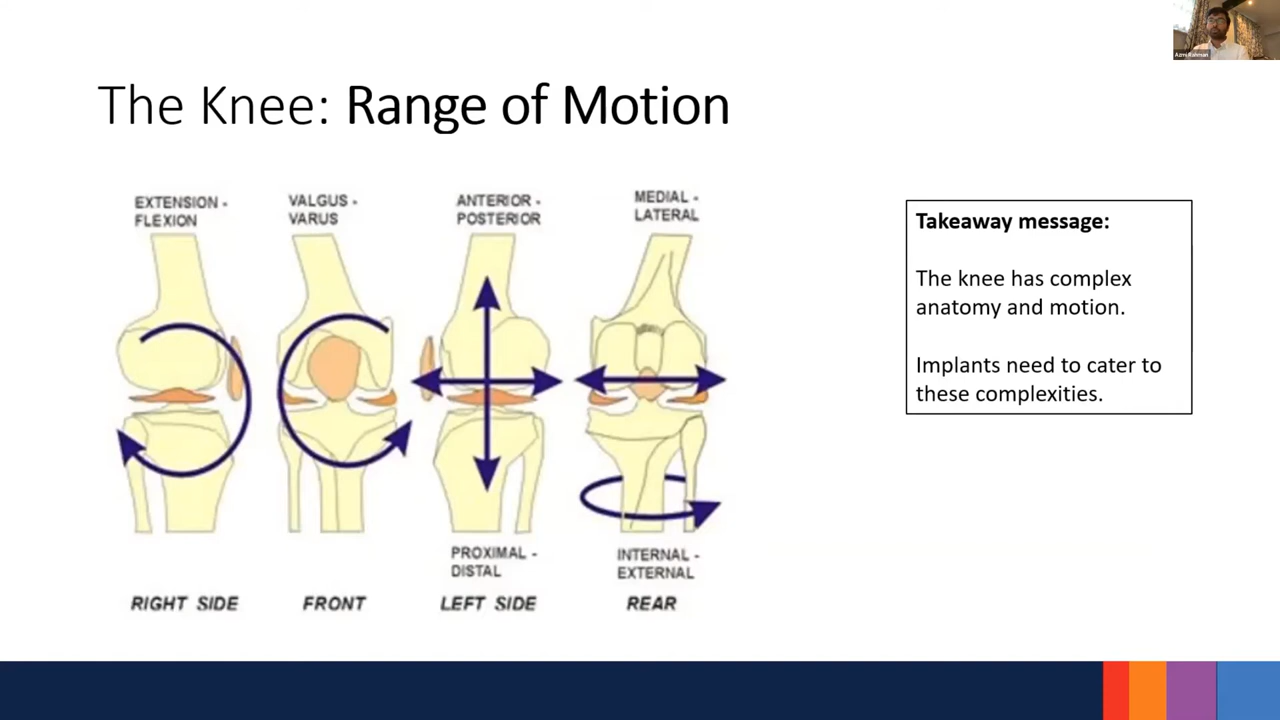 Azmi Rahman
The Knee: Range of Motion
EXTENSION -
FLEXION
VALGUS -
VARUS
ANTERIOR -
POSTERIOR
MEDIAL -
LATERAL
PROXIMAL -
DISTAL
INTERNAL -
EXTERNAL
RIGHT SIDE
FRONT
LEFT SIDE
REAR
Takeaway message:
The knee has complex
anatomy and motion.
Implants need to cater to
these complexities.